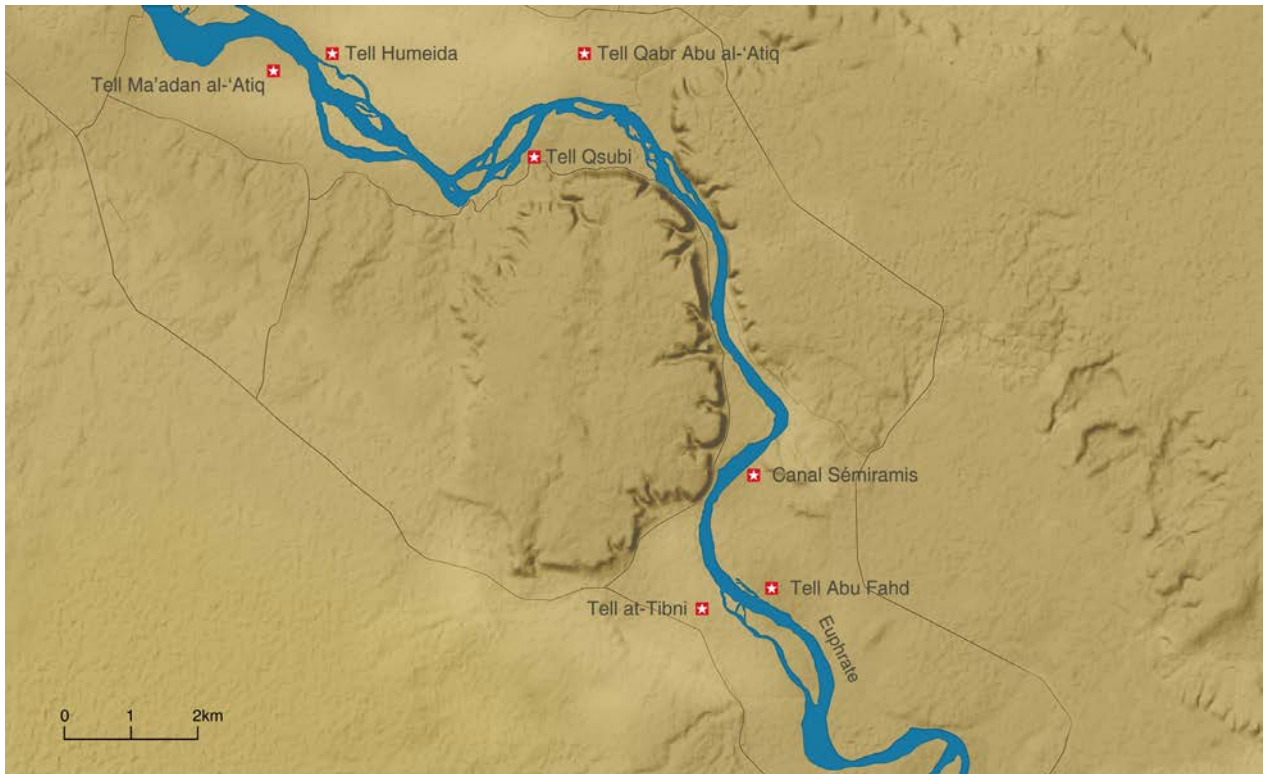 Tell Humeida
Tell Qabr Abu al-‘Atiq
Tell Ma’adan al-‘Atiq
Tell Qsubi
Canal Sémiramis
Tell Abu Fahd
Tell at-Tibni
Euphrate
0 1 2km